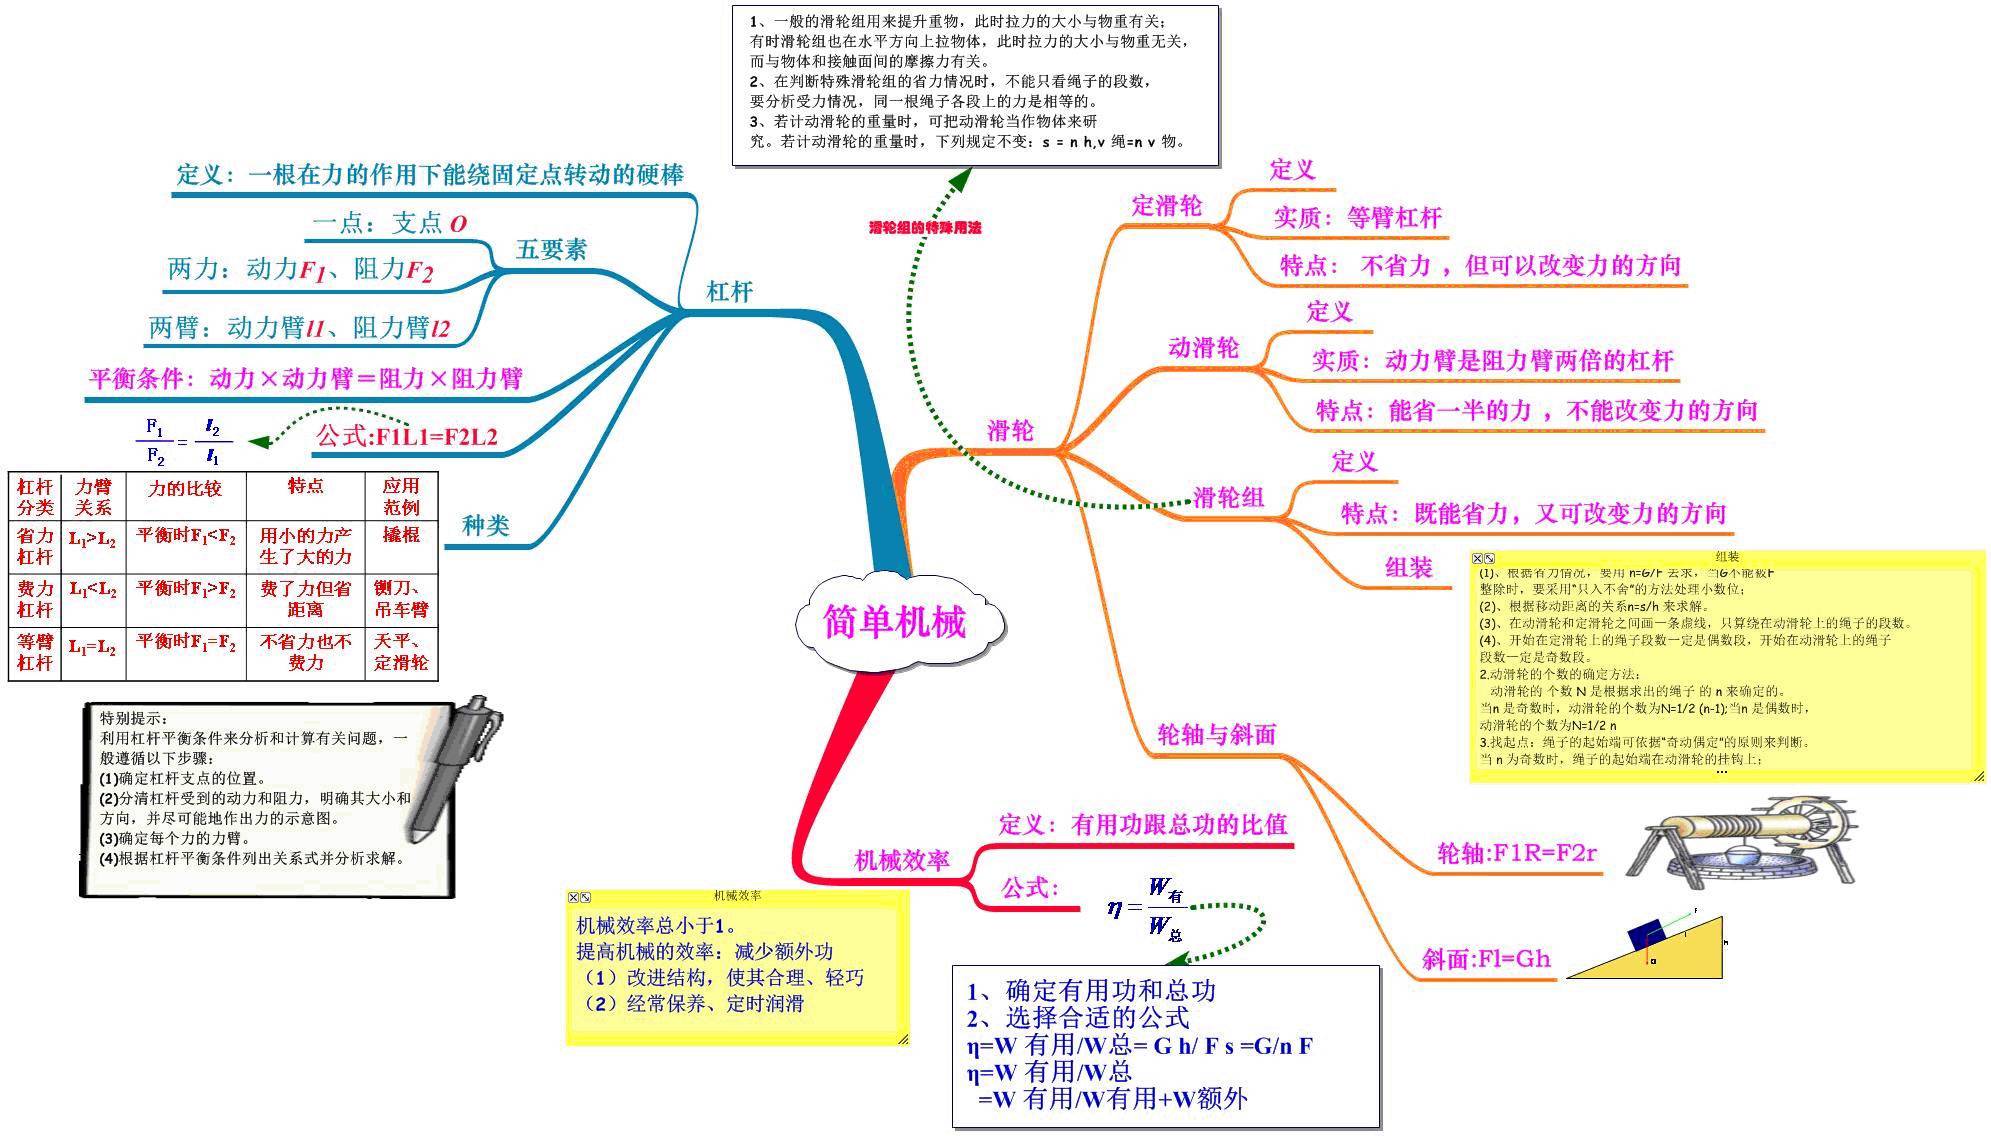 1、一般的滑轮组用来提升重物，此时拉力的大小与物重有关；
有时滑轮组也在水平方向上拉物体，此时拉力的大小与物重无关，
而与物体和接触面间的摩擦力有关。
2、在判断特殊滑轮组的省力情况时，不能只看绳子的段数，
要分析受力情况，同一根绳子各段上的力是相等的。
3、若计动滑轮的重量时，可把动滑轮当作物体来研
究。若计动滑轮的重量时，下列规定不变：s = n h,v 绳=n v 物。
滑轮组的特殊用法
定义：一根在力的作用下能绕固定点转动的硬棒
一点：支点 O
五要素
两力：动力F1、阻力F2
两臂：动力臂l1、阻力臂l2
杠杆
平衡条件：动力×动力臂＝阻力×阻力臂
F1/F2 = l2/l1
公式:F1L1=F2L2
种类
杠杆分类 力臂关系 力的比较 特点 应用范例
省力杠杆 L1>L2 平衡时F1<F2 用小的力产生了大的力 撬棍
费力杠杆 L1<L2 平衡时F1>F2 费了力但省距离 铡刀、吊车臂
等臂杠杆 L1=L2 平衡时F1=F2 不省力也不费力 天平、定滑轮
特别提示：
利用杠杆平衡条件来分析和计算有关问题，一
般遵循以下步骤：
(1)确定杠杆支点的位置。
(2)分清杠杆受到的动力和阻力，明确其大小和
方向，并尽可能地作出力的示意图。
(3)确定每个力的力臂。
(4)根据杠杆平衡条件列出关系式并分析求解。
简单机械
滑轮
定滑轮
定义
实质：等臂杠杆
特点： 不省力 ，但可以改变力的方向
动滑轮
定义
实质：动力臂是阻力臂两倍的杠杆
特点：能省一半的力 ，不能改变力的方向
滑轮组
定义
特点：既能省力，又可改变力的方向
组装
组装
(1)、根据省力情况，要用 n=G/F 去求，当G不能被F
整除时，要采用“只入不舍”的方法处理小数位；
(2)、根据移动距离的关系n=s/h 来求解。
(3)、在动滑轮和定滑轮之间画一条虚线，只算绕在动滑轮上的绳子的段数。
(4)、开始在定滑轮上的绳子段数一定是偶数段，开始在动滑轮上的绳子
段数一定是奇数段。
2.动滑轮的个数的确定方法：
动滑轮的 个数 N 是根据求出的绳子 的 n 来确定的。
当n 是奇数时，动滑轮的个数为N=1/2 (n-1);当n 是偶数时，
动滑轮的个数为N=1/2 n
3.找起点：绳子的起始端可依据“奇动偶定”的原则来判断。
当 n 为奇数时，绳子的起始端在动滑轮的挂钩上；
...
轮轴与斜面
轮轴:F1R=F2r
斜面:Fl=Gh
F
l
G
机械效率
定义：有用功跟总功的比值
公式：
η = W有/W总
机械效率
机械效率总小于1。
提高机械的效率：减少额外功
（1）改进结构，使其合理、轻巧
（2）经常保养、定时润滑
1、确定有用功和总功
2、选择合适的公式
η=W 有用/W总= G h/ F s =G/n F
η=W 有用/W总
=W 有用/W有用+W额外